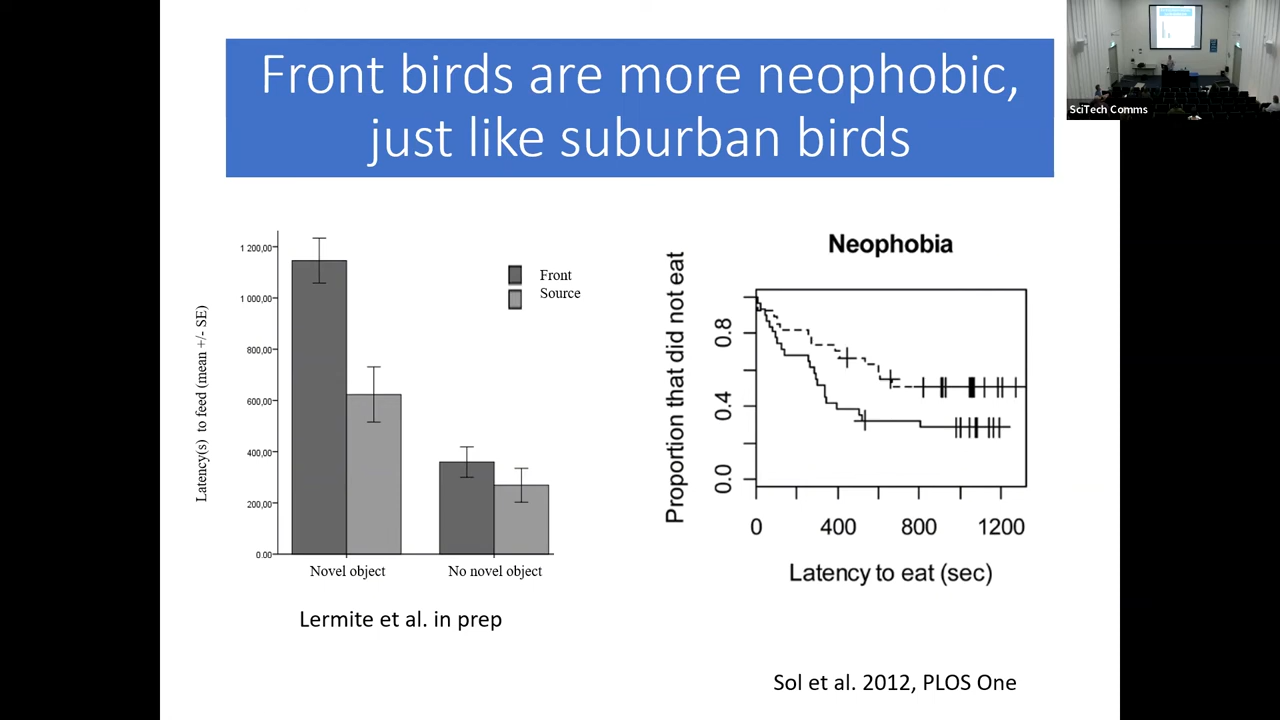 Front birds are more neophobic,
just like suburban birds
SciTech Comms
Latency(s) to feed (mean +/- SE)
1 200,00
1 000,00
800,00
600,00
400,00
200,00
0.00
Front
Source
Novel object
No novel object
Lermite et al. in prep
Neophobia
Proportion that did not eat
0.8
0.4
0.0
0
400
800
1200
Latency to eat (sec)
Sol et al. 2012, PLOS One